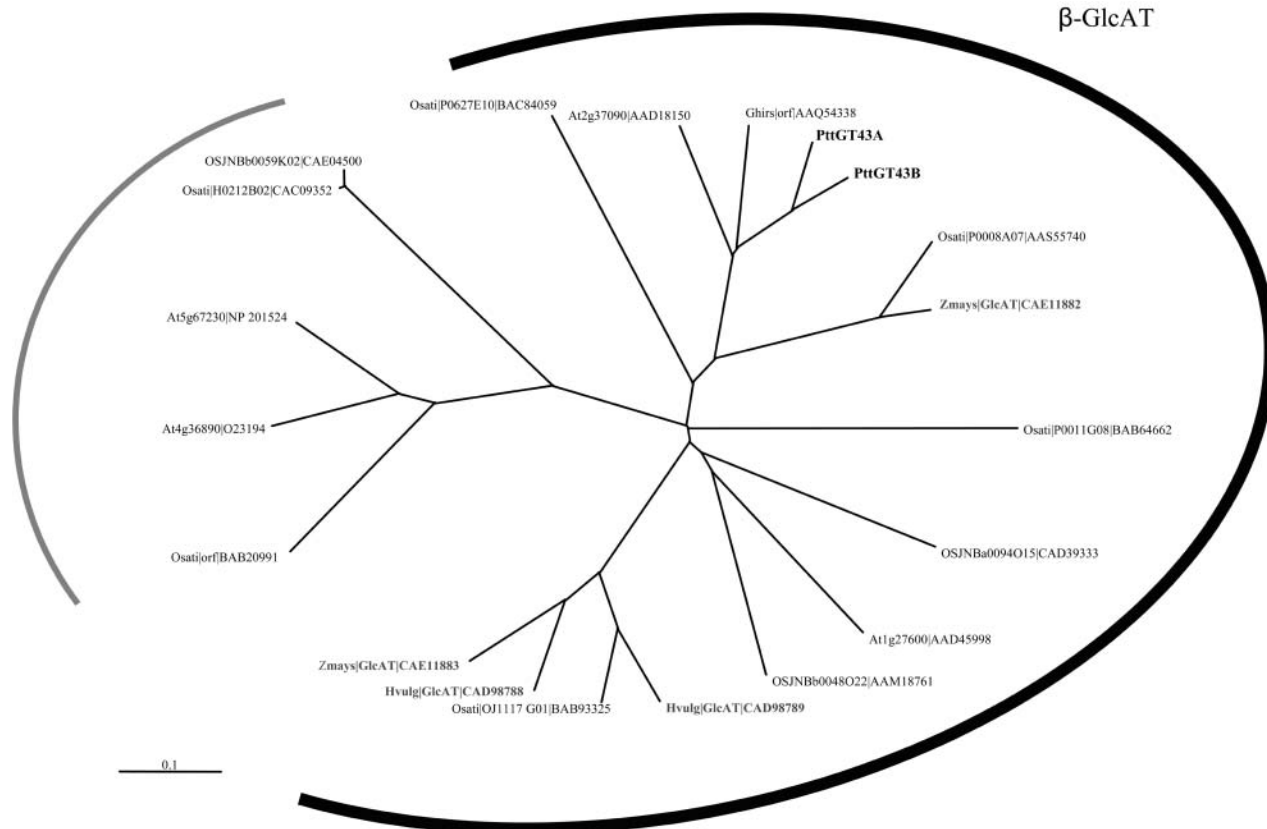 β-GlcAT
Osati|P0627E10|BAC84059
At2g37090|AAD18150
Ghirs|orf|AAQ54338
PttGT43A
PttGT43B
OSJNBb0059K02|CAE04500
Osati|H0212B02|CAC09352
Osati|P0008A07|AAS55740
Zmays|GlcAT|CAE11882
At5g67230|NP 201524
At4g36890|O23194
Osati|P0011G08|BAB64662
Osati|orf|BAB20991
OSJNBa0094O15|CAD39333
At1g27600|AAD45998
Zmays|GlcAT|CAE11883
OSJNBb0048O22|AAM18761
Hvulg|GlcAT|CAD98788
Osati|OJ1117 G01|BAB93325
Hvulg|GlcAT|CAD98789
0.1